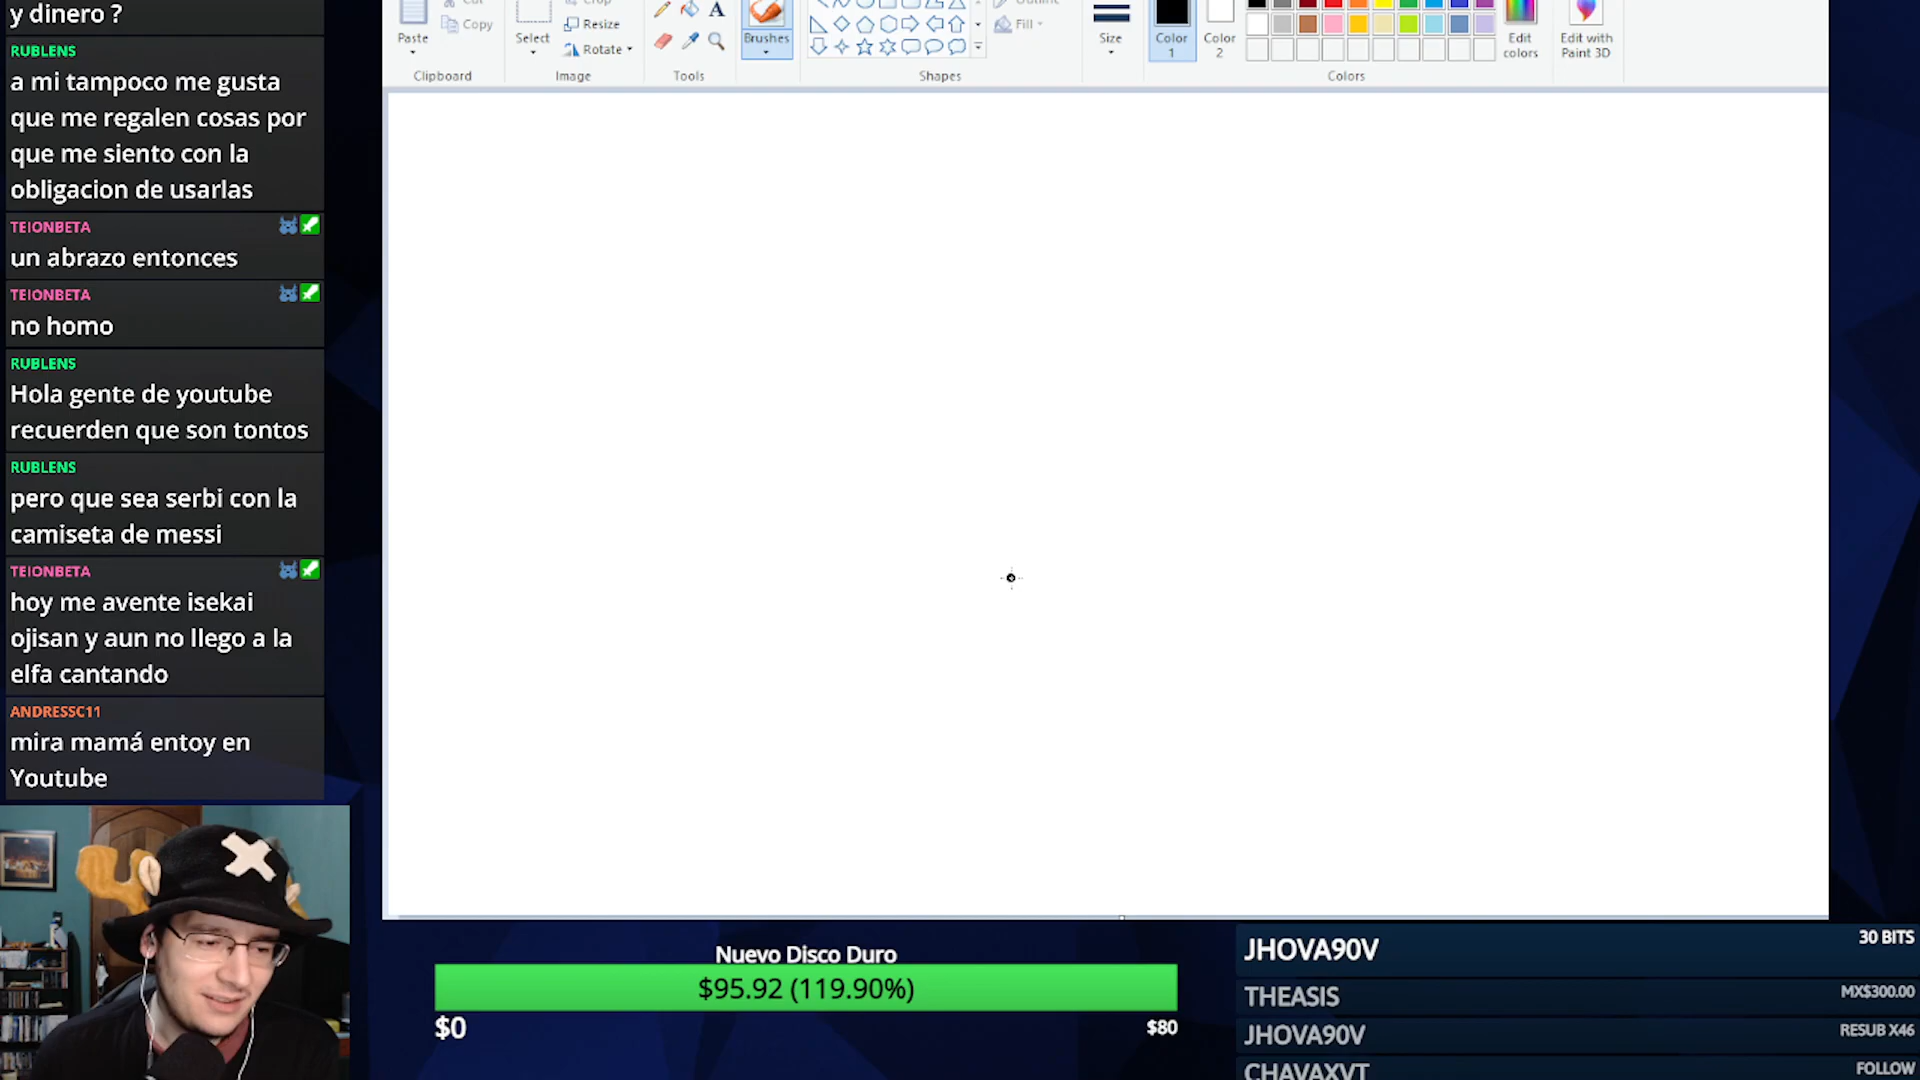 y dinero ?
RUBLENS
a mi tampoco me gusta
que me regalen cosas por
que me siento con la
obligacion de usarlas
TEIONBETA
un abrazo entonces
TEIONBETA
no homo
RUBLENS
Hola gente de youtube
recuerden que son tontos
RUBLENS
pero que sea serbi con la
camiseta de messi
TEIONBETA
hoy me avente isekai
ojisan y aun no llego a la
elfa cantando
ANDRESSC11
mira mamá entoy en
Youtube
Paste
Cut
Copy
Clipboard
Select
Crop
Resize
Rotate
Image
A
Tools
Brushes
Shapes
Outline
Fill
Size
Color
1
Color
2
Colors
Edit
colors
Edit with
Paint 3D
Nuevo Disco Duro
$95.92 (119.90%)
$0
$80
JHOVA90V
30 BITS
THEASIS
MX$300.00
JHOVA90V
RESUB X46
CHAVAXVT
FOLLOW